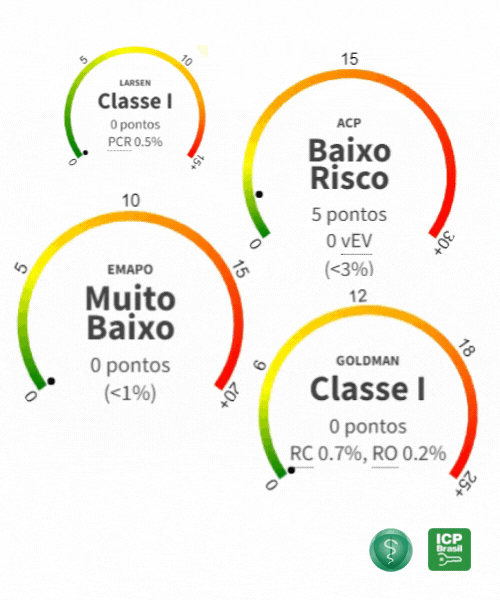 5
10
0
15+
LARSEN
Classe I
0 pontos
PCR 0.5%
15
0
30+
ACP
Baixo
Risco
5 pontos
0 vEV
(<3%)
10
5
15
0
20+
EMAPO
Muito
Baixo
0 pontos
(<1%)
12
6
18
0
25+
GOLDMAN
Classe I
0 pontos
RC 0.7%, RO 0.2%
ICP
Brasil